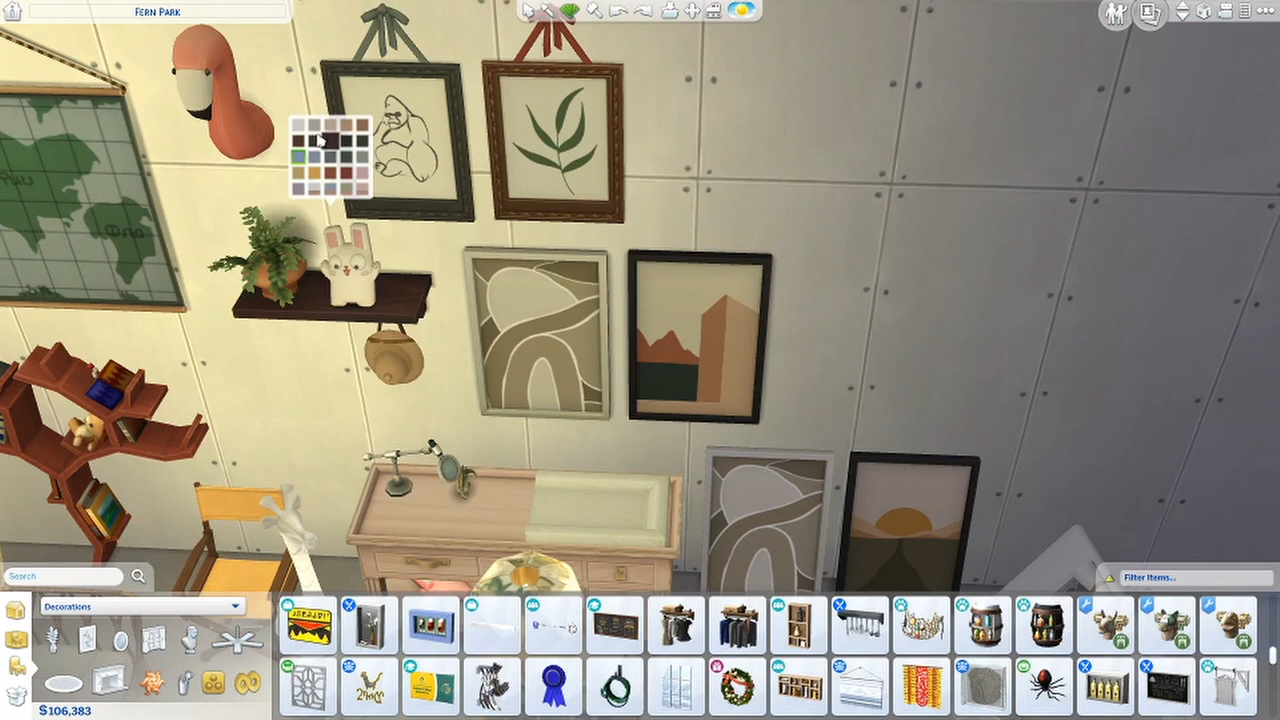 FERN PARK
Search
Filter Items...
Decorations
$106,383